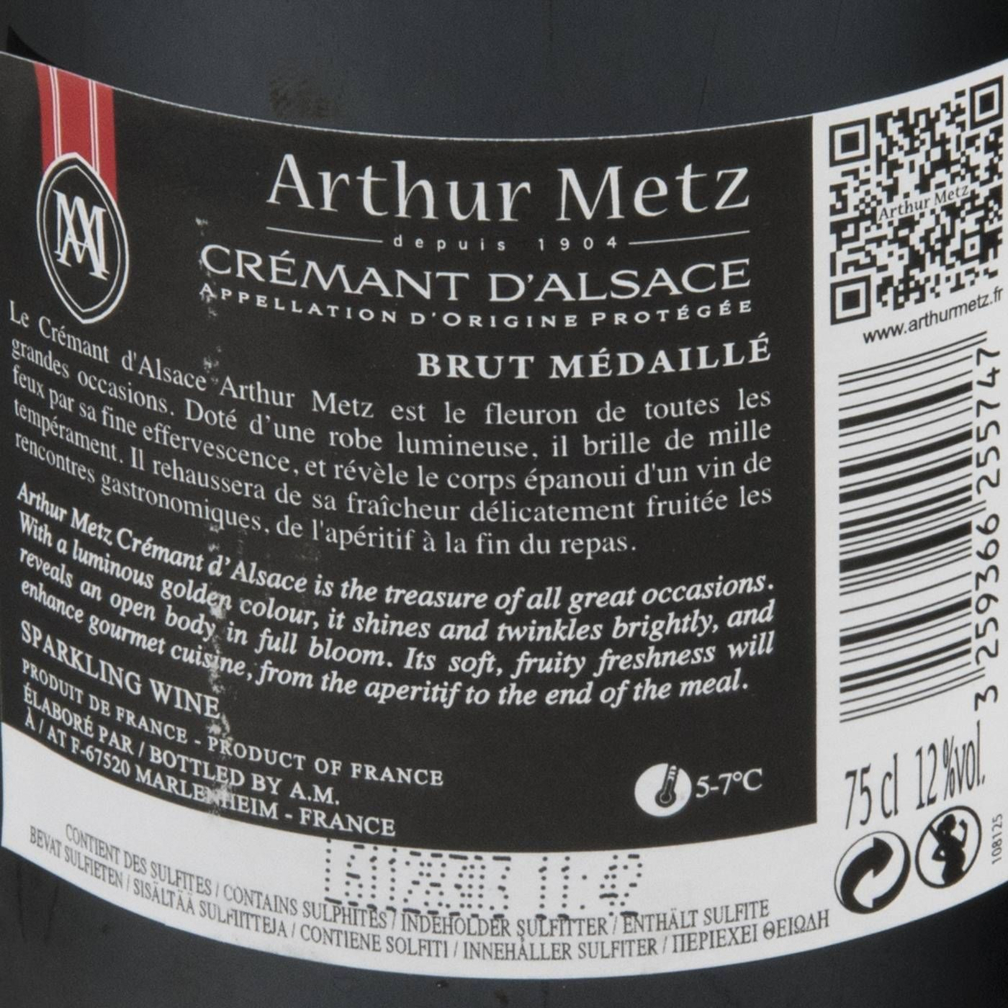 Arthur Metz
depuis 1904
CRÉMANT D'ALSACE
APPELLATION D'ORIGINE PROTÉGÉE
BRUT MÉDAILLÉ
Le Crémant d'Alsace Arthur Metz est le fleuron de toutes les
grandes occasions. Doté d'une robe lumineuse, il brille de mille
feux par sa fine effervescence, et révèle le corps épanoui d'un vin de
tempérament. Il rehaussera de sa fraîcheur délicatement fruitée les
rencontres gastronomiques, de l'apéritif à la fin du repas.
Arthur Metz Crémant d'Alsace is the treasure of all great occasions.
With a luminous golden colour, it shines and twinkles brightly, and
reveals an open body in full bloom. Its soft, fruity freshness will
enhance gourmet cuisine, from the aperitif to the end of the meal.
SPARKLING WINE
PRODUIT DE FRANCE - PRODUCT OF FRANCE
ÉLABORÉ PAR / BOTTLED BY A.M.
À / AT F-67520 MARLENHEIM - FRANCE
5-7°C
CONTIENT DES SULFITES / CONTAINS SULPHITES / INDEHOLDER SULFITTER / ENTHÄLT SULFITE
BEVAT SULFIETEN / SISÄLTÄÄ SULFIITTEJA / CONTIENE SOLFITI / INNEHÅLLER SULFITER / ΠΕΡΙΕΧΕΙ ΘΕΙΩΔΗ
11:42
Arthur Metz
www.arthurmetz.fr
3 259366 255747
75 cl 12%vol.
108125